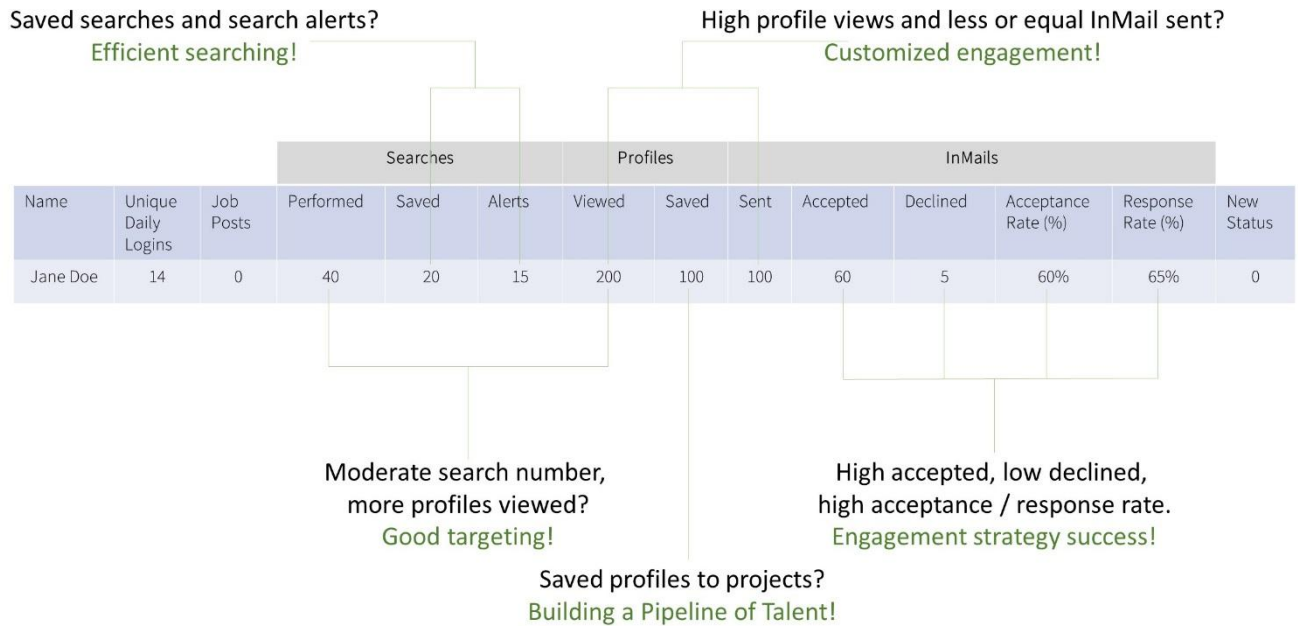 Saved searches and search alerts?
Efficient searching!
High profile views and less or equal InMail sent?
Customized engagement!
Searches Profiles InMails
Name Unique Daily Logins Job Posts Performed Saved Alerts Viewed Saved Sent Accepted Declined Acceptance Rate (%) Response Rate (%) New Status
Jane Doe 14 0 40 20 15 200 100 100 60 5 60% 65% 0
Moderate search number,
more profiles viewed?
Good targeting!
High accepted, low declined,
high acceptance / response rate.
Engagement strategy success!
Saved profiles to projects?
Building a Pipeline of Talent!